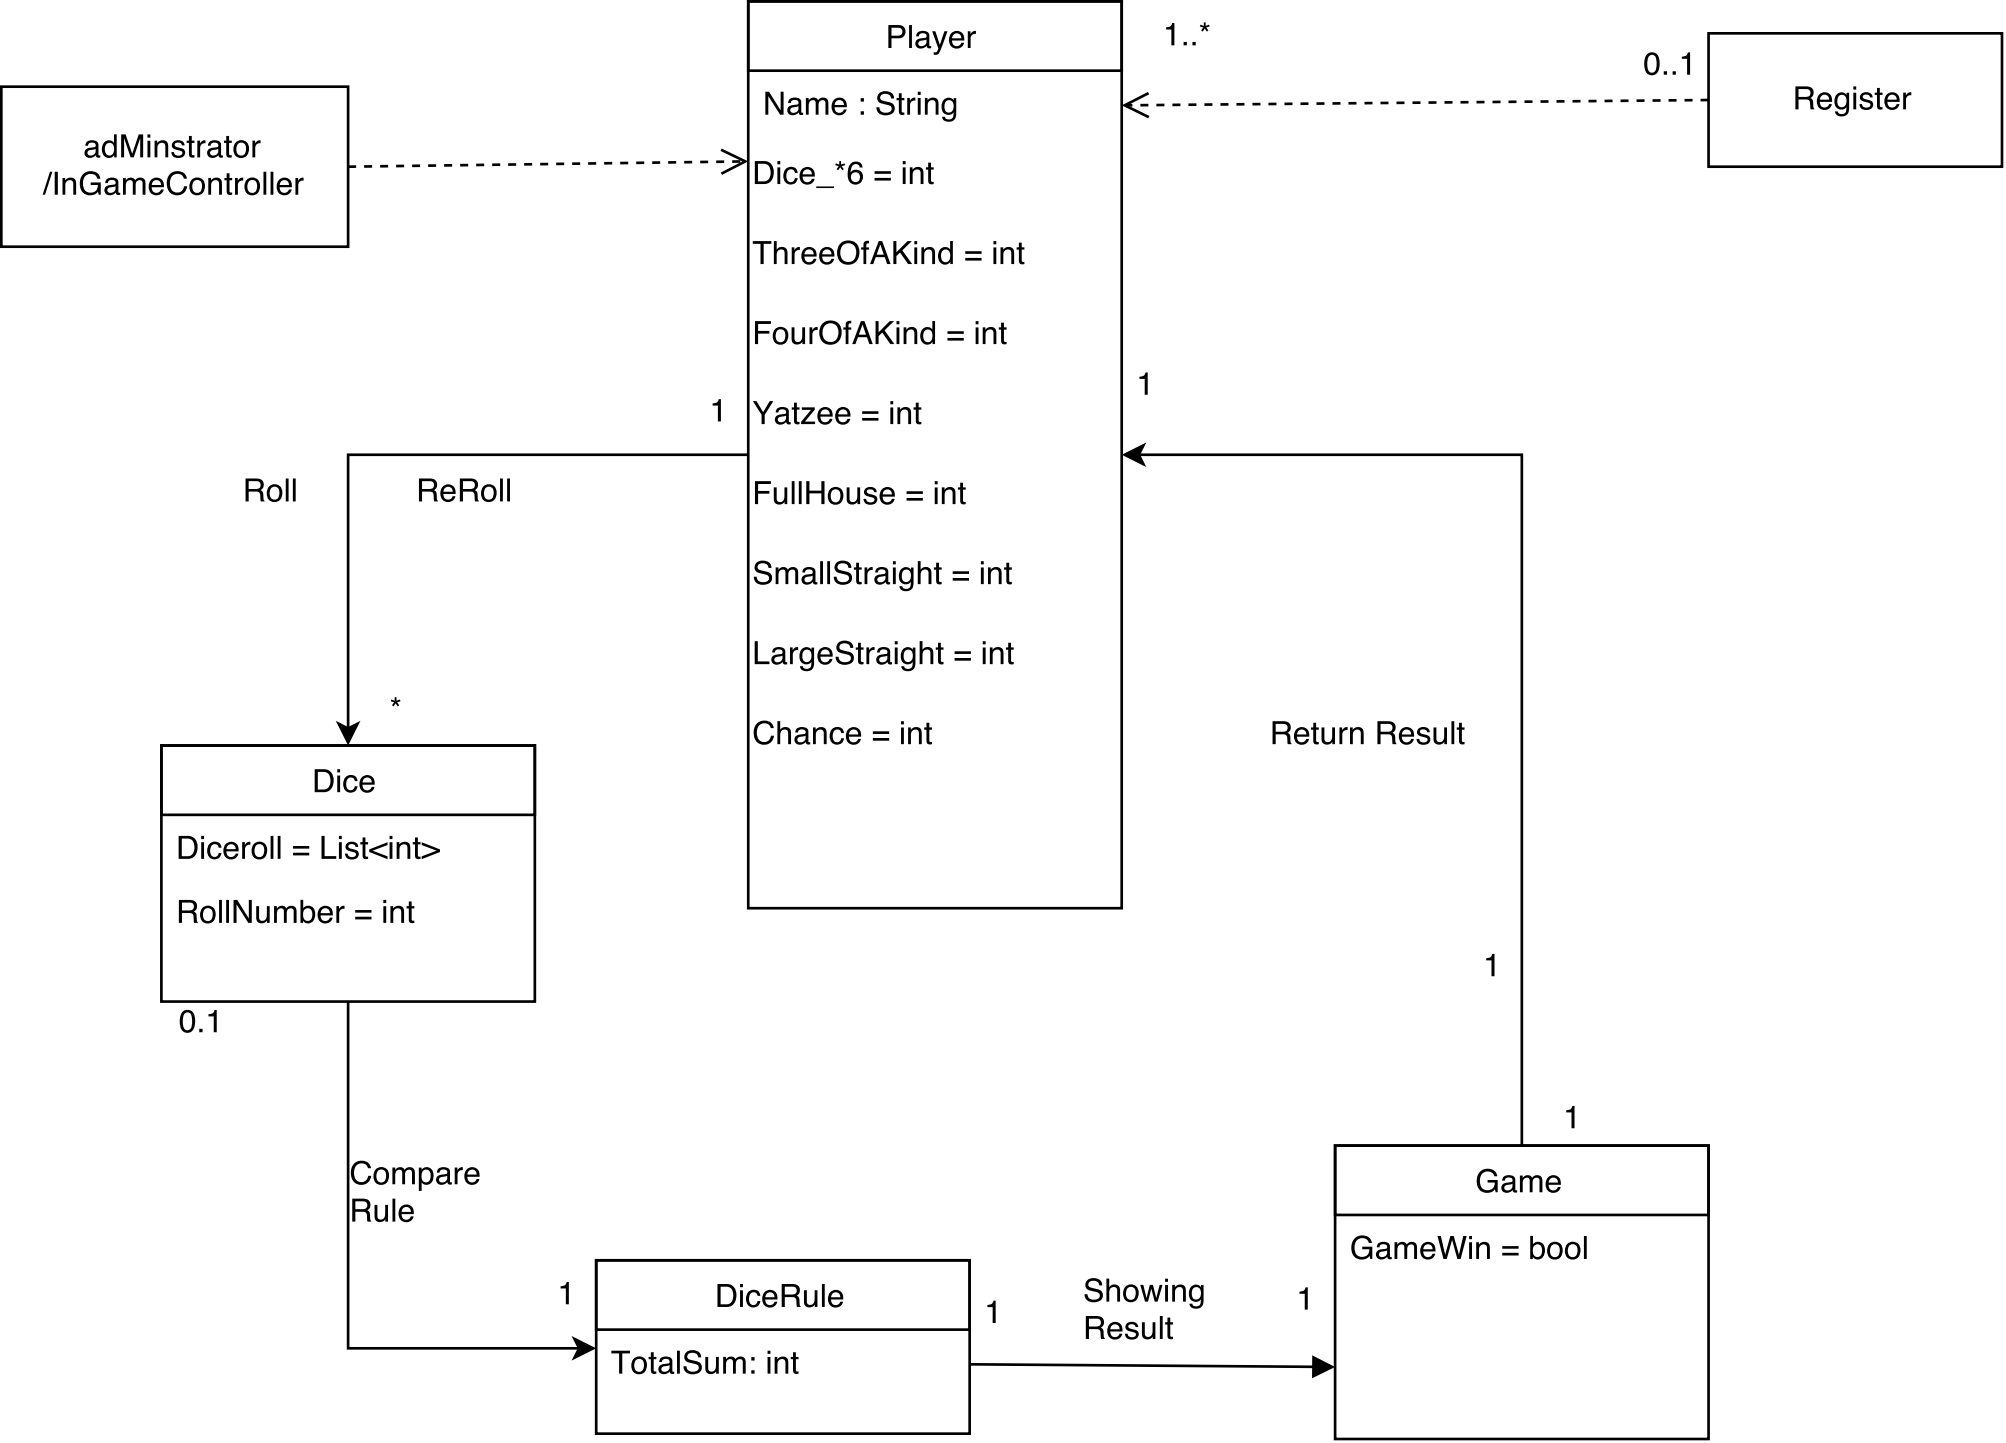 Player
1..*
0..1
Register
adMinstrator
/InGameController
Name : String
Dice_*6 = int
ThreeOfAKind = int
FourOfAKind = int
1
1
Yatzee = int
Roll
ReRoll
FullHouse = int
SmallStraight = int
LargeStraight = int
*
Chance = int
Return Result
Dice
Diceroll = List<int>
RollNumber = int
1
0.1
1
Compare
Rule
Game
GameWin = bool
1
DiceRule
1
Showing
Result
1
TotalSum: int